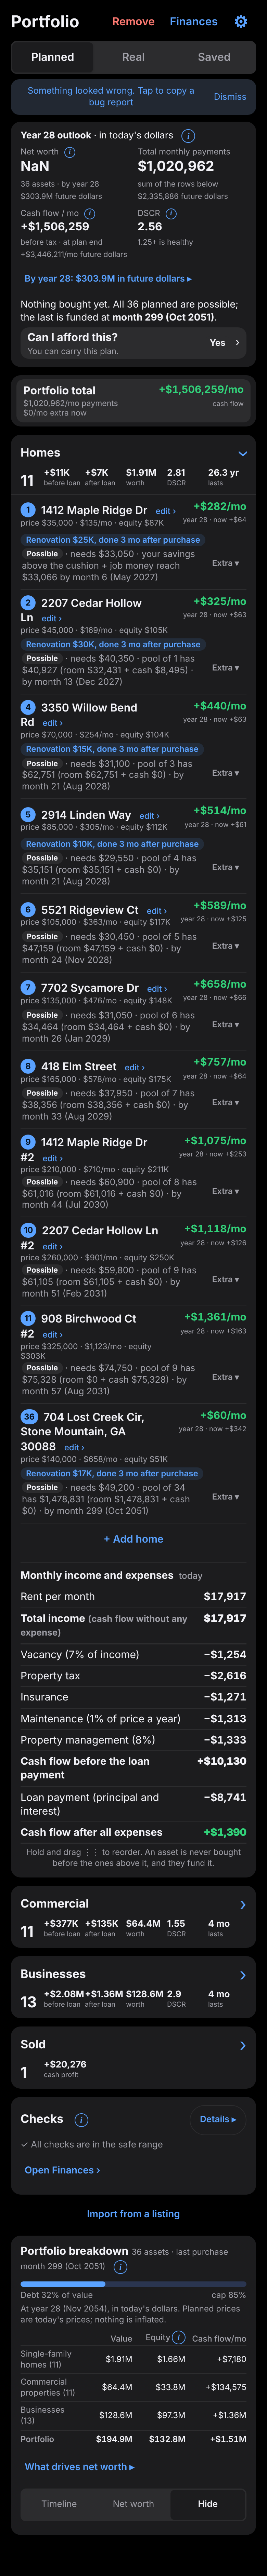 Portfolio
Remove
Finances
Planned
Real
Saved
Something looked wrong. Tap to copy a
bug report
Dismiss
Year 28 outlook · in today's dollars i
Net worth i
NaN
36 assets · by year 28
$303.9M future dollars
Total monthly payments
$1,020,962
sum of the rows below
$2,335,886 future dollars
Cash flow / mo i
+$1,506,259
before tax · at plan end
+$3,446,211/mo future dollars
DSCR i
2.56
1.25+ is healthy
By year 28: $303.9M in future dollars ▸
Nothing bought yet. All 36 planned are possible;
the last is funded at month 299 (Oct 2051).
Can I afford this?
You can carry this plan.
Yes ›
Portfolio total
$1,020,962/mo payments
$0/mo extra now
+$1,506,259/mo
cash flow
Homes
11
+$11K
before loan
+$7K
after loan
$1.91M
worth
2.81
DSCR
26.3 yr
lasts
1 1412 Maple Ridge Dr edit ›
price $35,000 · $135/mo · equity $87K
+$282/mo
year 28 · now +$64
Renovation $25K, done 3 mo after purchase
Possible · needs $33,050 · your savings
above the cushion + job money reach
$33,066 by month 6 (May 2027)
Extra ▾
2 2207 Cedar Hollow
Ln edit ›
price $45,000 · $169/mo · equity $105K
+$325/mo
year 28 · now +$63
Renovation $30K, done 3 mo after purchase
Possible · needs $40,350 · pool of 1 has
$40,927 (room $32,431 + cash $8,495) ·
by month 13 (Dec 2027)
Extra ▾
4 3350 Willow Bend
Rd edit ›
price $70,000 · $254/mo · equity $104K
+$440/mo
year 28 · now +$63
Renovation $15K, done 3 mo after purchase
Possible · needs $31,100 · pool of 3 has
$62,751 (room $62,751 + cash $0) · by
month 21 (Aug 2028)
Extra ▾
5 2914 Linden Way edit ›
price $85,000 · $305/mo · equity $112K
+$514/mo
year 28 · now +$61
Renovation $10K, done 3 mo after purchase
Possible · needs $29,550 · pool of 4 has
$35,151 (room $35,151 + cash $0) · by
month 21 (Aug 2028)
Extra ▾
6 5521 Ridgeview Ct edit ›
price $105,000 · $363/mo · equity $117K
+$589/mo
year 28 · now +$125
Possible · needs $30,450 · pool of 5 has
$47,159 (room $47,159 + cash $0) · by
month 24 (Nov 2028)
Extra ▾
7 7702 Sycamore Dr edit ›
price $135,000 · $476/mo · equity $148K
+$658/mo
year 28 · now +$66
Possible · needs $31,050 · pool of 6 has
$34,464 (room $34,464 + cash $0) · by
month 26 (Jan 2029)
Extra ▾
8 418 Elm Street edit ›
price $165,000 · $578/mo · equity $175K
+$757/mo
year 28 · now +$64
Possible · needs $37,950 · pool of 7 has
$38,356 (room $38,356 + cash $0) · by
month 33 (Aug 2029)
Extra ▾
9 1412 Maple Ridge Dr
#2 edit ›
price $210,000 · $710/mo · equity $211K
+$1,075/mo
year 28 · now +$253
Possible · needs $60,900 · pool of 8 has
$61,016 (room $61,016 + cash $0) · by
month 44 (Jul 2030)
Extra ▾
10 2207 Cedar Hollow Ln
#2 edit ›
price $260,000 · $901/mo · equity $250K
+$1,118/mo
year 28 · now +$126
Possible · needs $59,800 · pool of 9 has
$61,105 (room $61,105 + cash $0) · by
month 51 (Feb 2031)
Extra ▾
11 908 Birchwood Ct
#2 edit ›
price $325,000 · $1,123/mo · equity
$303K
+$1,361/mo
year 28 · now +$163
Possible · needs $74,750 · pool of 9 has
$75,328 (room $0 + cash $75,328) · by
month 57 (Aug 2031)
Extra ▾
36 704 Lost Creek Cir,
Stone Mountain, GA
30088 edit ›
price $140,000 · $658/mo · equity $51K
+$60/mo
year 28 · now +$342
Renovation $17K, done 3 mo after purchase
Possible · needs $49,200 · pool of 34
has $1,478,831 (room $1,478,831 + cash
$0) · by month 299 (Oct 2051)
Extra ▾
+ Add home
Monthly income and expenses today
Rent per month $17,917
Total income (cash flow without any
expense) $17,917
Vacancy (7% of income) −$1,254
Property tax −$2,616
Insurance −$1,271
Maintenance (1% of price a year) −$1,313
Property management (8%) −$1,333
Cash flow before the loan
payment +$10,130
Loan payment (principal and
interest) −$8,741
Cash flow after all expenses +$1,390
Hold and drag ⋮⋮ to reorder. An asset is never bought
before the ones above it, and they fund it.
Commercial
11
+$377K
before loan
+$135K
after loan
$64.4M
worth
1.55
DSCR
4 mo
lasts
Businesses
13
+$2.08M
before loan
+$1.36M
after loan
$128.6M
worth
2.9
DSCR
4 mo
lasts
Sold
1
+$20,276
cash profit
Checks i
Details ▸
✓ All checks are in the safe range
Open Finances ›
Import from a listing
Portfolio breakdown 36 assets · last purchase
month 299 (Oct 2051) i
Debt 32% of value
cap 85%
At year 28 (Nov 2054), in today's dollars. Planned prices
are today's prices; nothing is inflated.
Value Equity i Cash flow/mo
Single-family
homes (11) $1.91M $1.66M +$7,180
Commercial
properties (11) $64.4M $33.8M +$134,575
Businesses
(13) $128.6M $97.3M +$1.36M
Portfolio $194.9M $132.8M +$1.51M
What drives net worth ▸
Timeline
Net worth
Hide